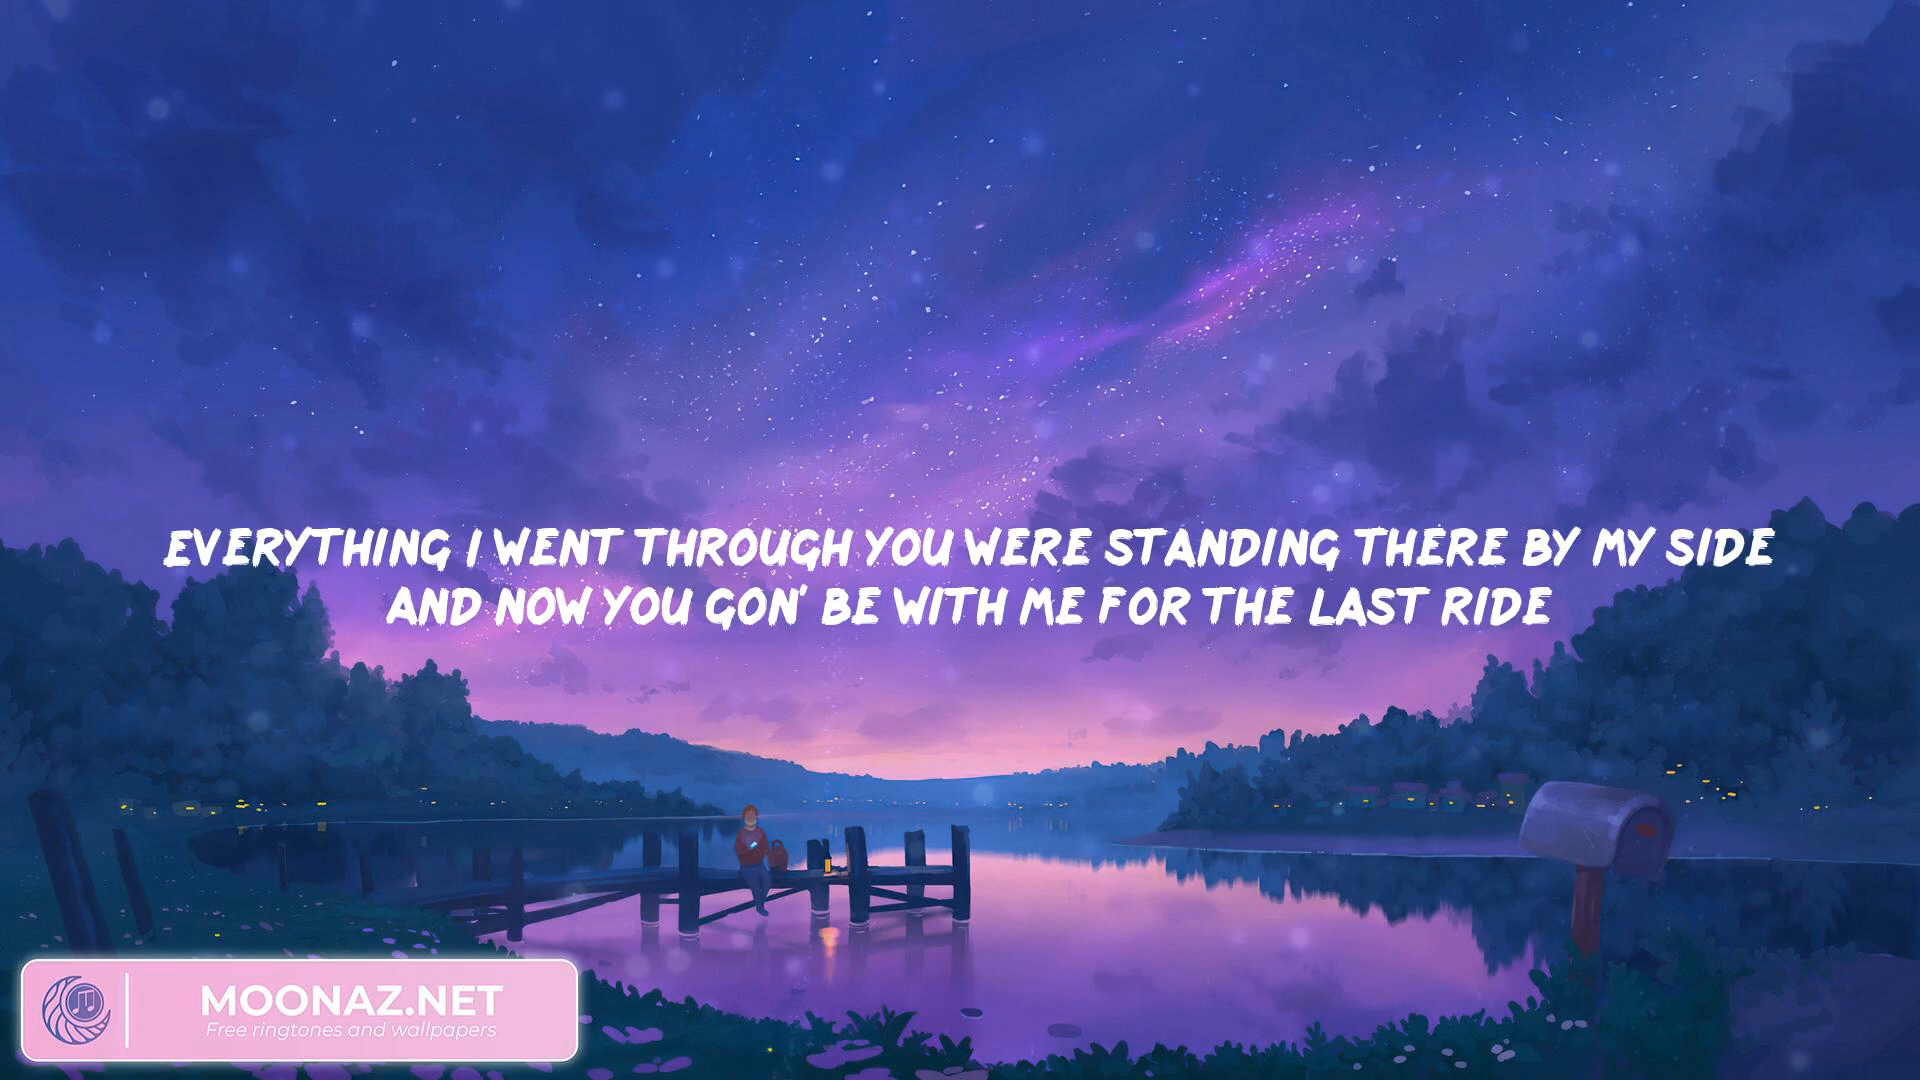 EVERYTHING I WENT THROUGH YOU WERE STANDING THERE BY MY SIDE
AND NOW YOU GON' BE WITH ME FOR THE LAST RIDE
MOONAZ.NET
Free ringtones and wallpapers